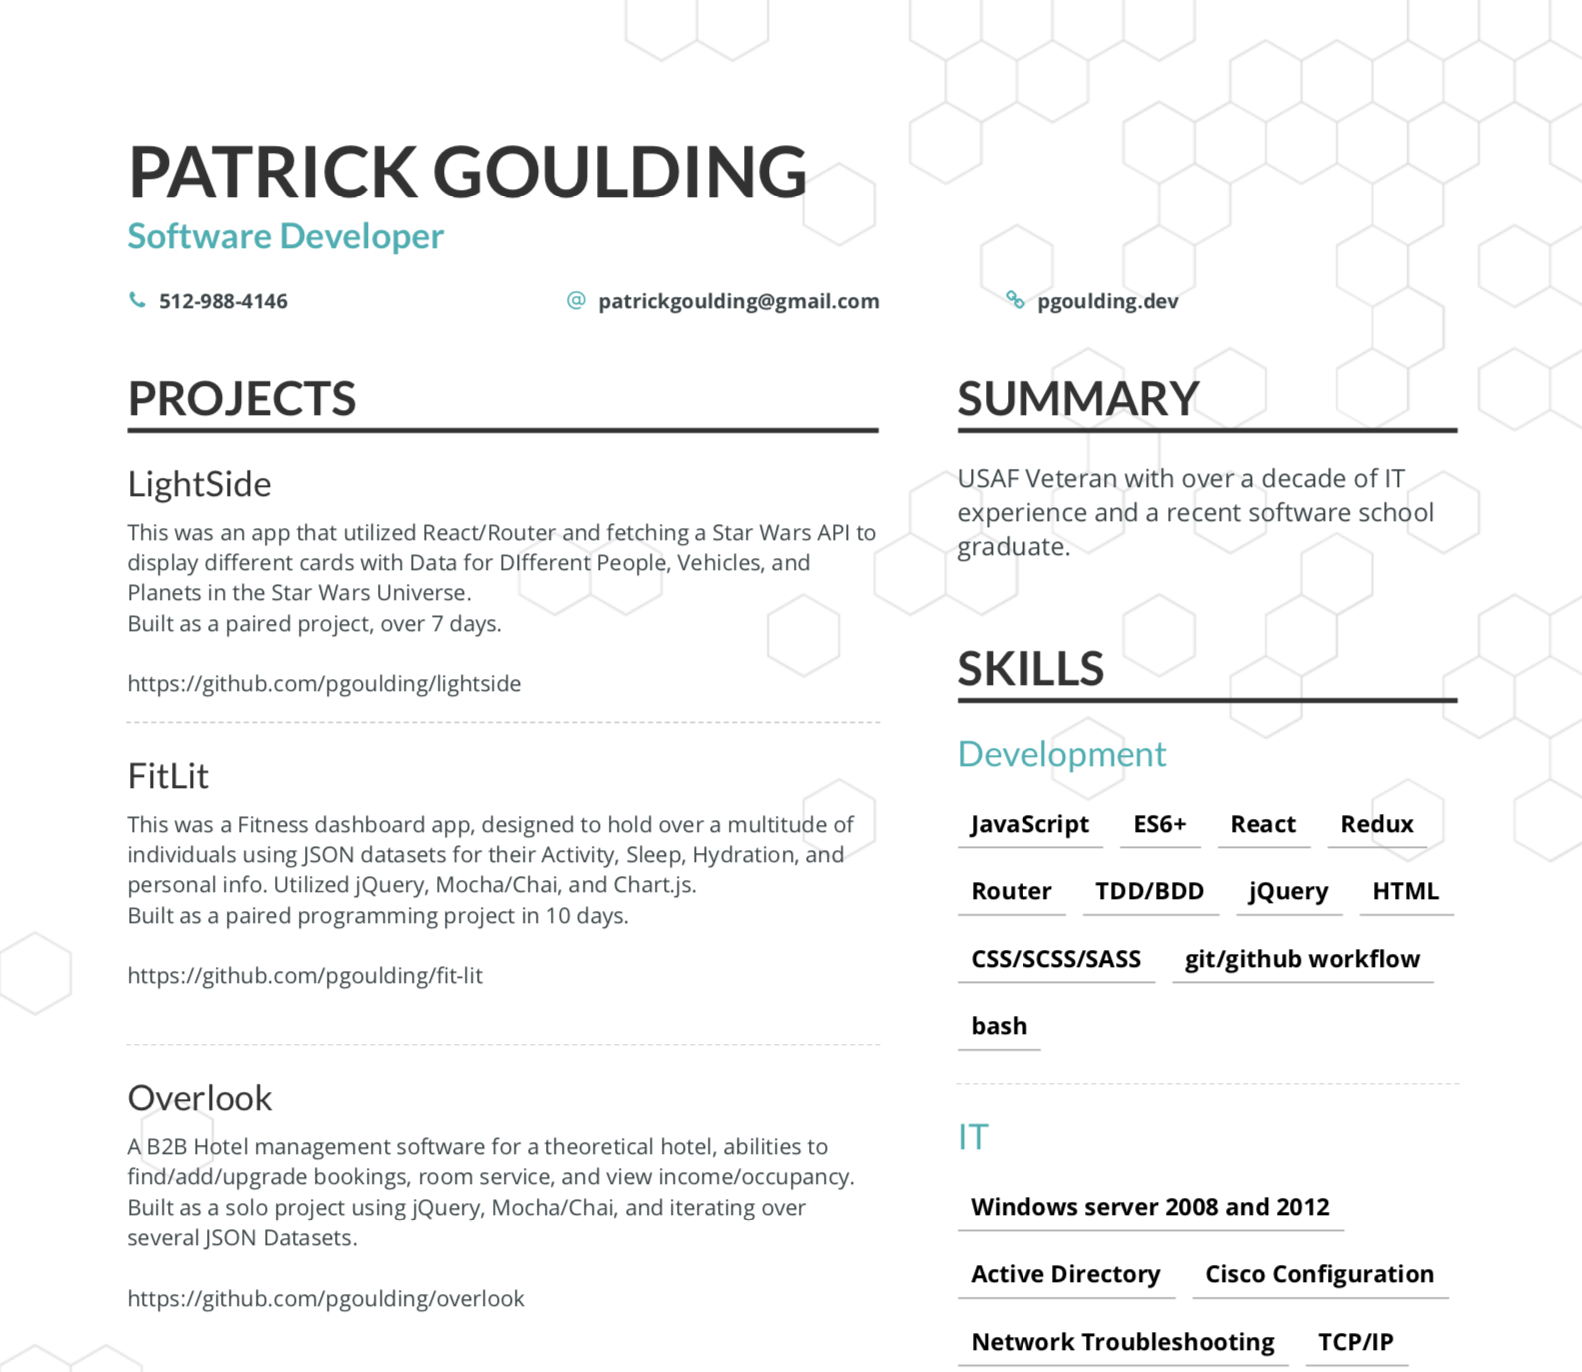 PATRICK GOULDING
Software Developer
512-988-4146
patrickgoulding@gmail.com
pgoulding.dev
PROJECTS
LightSide
This was an app that utilized React/Router and fetching a Star Wars API to
display different cards with Data for DIfferent People, Vehicles, and
Planets in the Star Wars Universe.
Built as a paired project, over 7 days.
https://github.com/pgoulding/lightside
FitLit
This was a Fitness dashboard app, designed to hold over a multitude of
individuals using JSON datasets for their Activity, Sleep, Hydration, and
personal info. Utilized jQuery, Mocha/Chai, and Chart.js.
Built as a paired programming project in 10 days.
https://github.com/pgoulding/fit-lit
Overlook
A B2B Hotel management software for a theoretical hotel, abilities to
find/add/upgrade bookings, room service, and view income/occupancy.
Built as a solo project using jQuery, Mocha/Chai, and iterating over
several JSON Datasets.
https://github.com/pgoulding/overlook
SUMMARY
USAF Veteran with over a decade of IT
experience and a recent software school
graduate.
SKILLS
Development
JavaScript ES6+ React Redux
Router TDD/BDD jQuery HTML
CSS/SCSS/SASS git/github workflow
bash
IT
Windows server 2008 and 2012
Active Directory Cisco Configuration
Network Troubleshooting TCP/IP